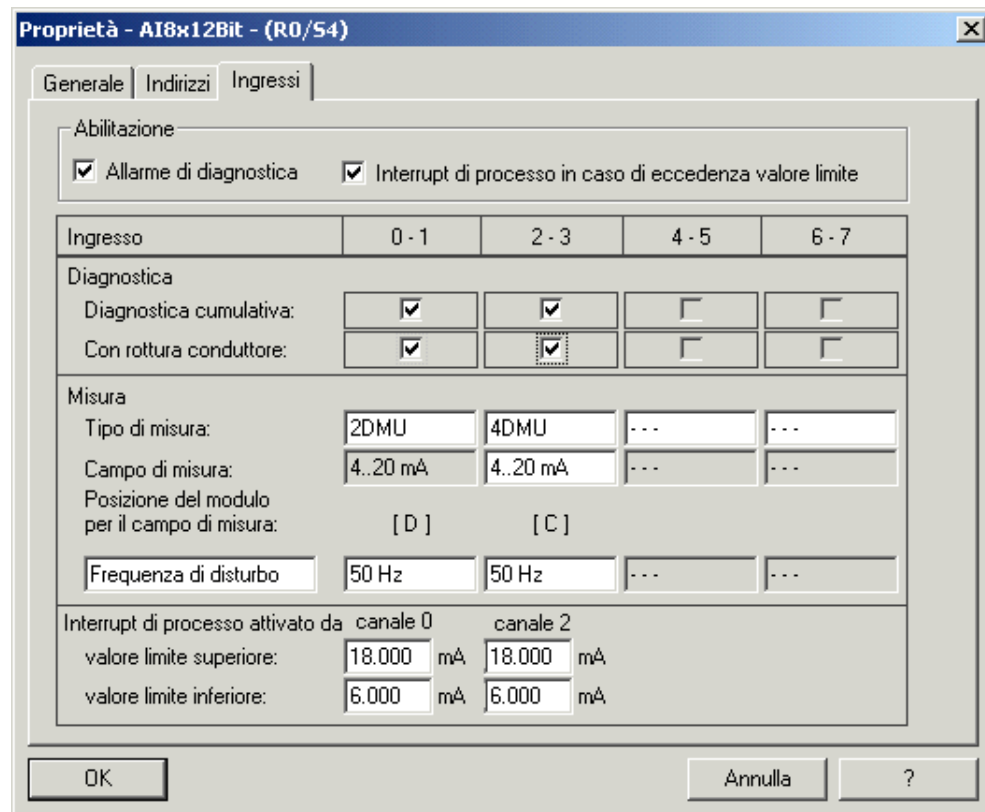 Proprietà - AI8x12Bit - (R0/S4)
Generale Indirizzi Ingressi
Abilitazione
Allarme di diagnostica Interrupt di processo in caso di eccedenza valore limite
Ingresso 0 - 1 2 - 3 4 - 5 6 - 7
Diagnostica
Diagnostica cumulativa:
Con rottura conduttore:
Misura
Tipo di misura: 2DMU 4DMU - - - - - -
Campo di misura: 4..20 mA 4..20 mA - - - - - -
Posizione del modulo
per il campo di misura: [ D ] [ C ]
Frequenza di disturbo 50 Hz 50 Hz - - - - - -
Interrupt di processo attivato da canale 0 canale 2
valore limite superiore: 18.000 mA 18.000 mA
valore limite inferiore: 6.000 mA 6.000 mA
OK Annulla ?